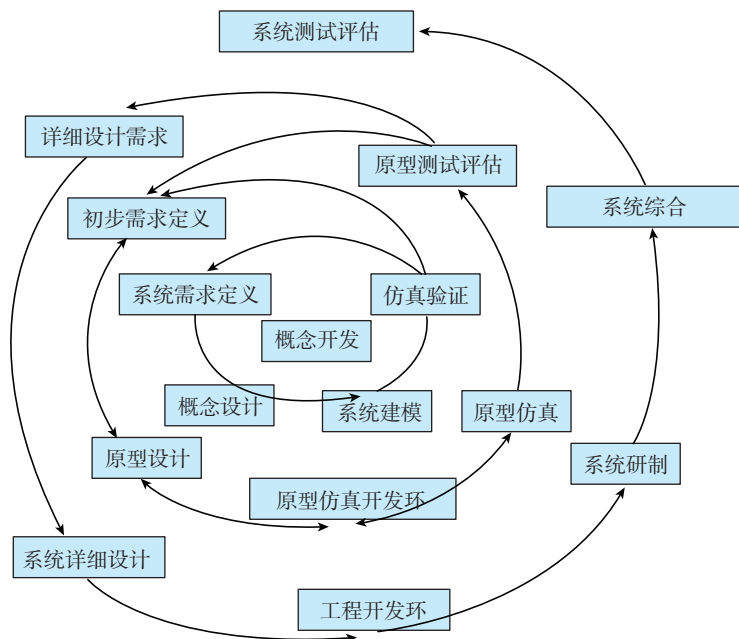 系统测试评估
详细设计需求
原型测试评估
初步需求定义
系统综合
系统需求定义
仿真验证
概念开发
概念设计
系统建模
原型仿真
原型设计
系统研制
原型仿真开发环
系统详细设计
工程开发环